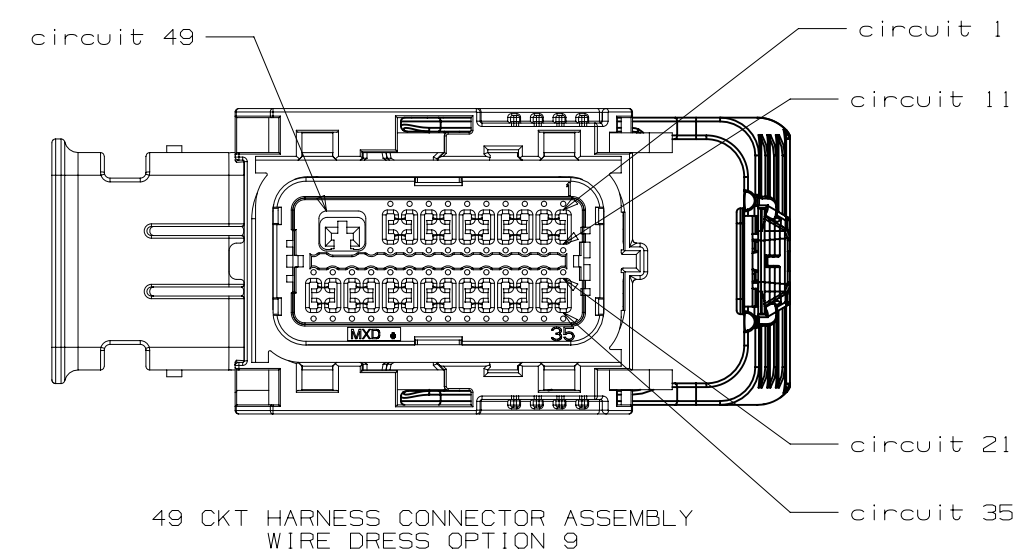 circuit 49
circuit 1
circuit 11
1
MXD
35
circuit 21
circuit 35
49 CKT HARNESS CONNECTOR ASSEMBLY
WIRE DRESS OPTION 9